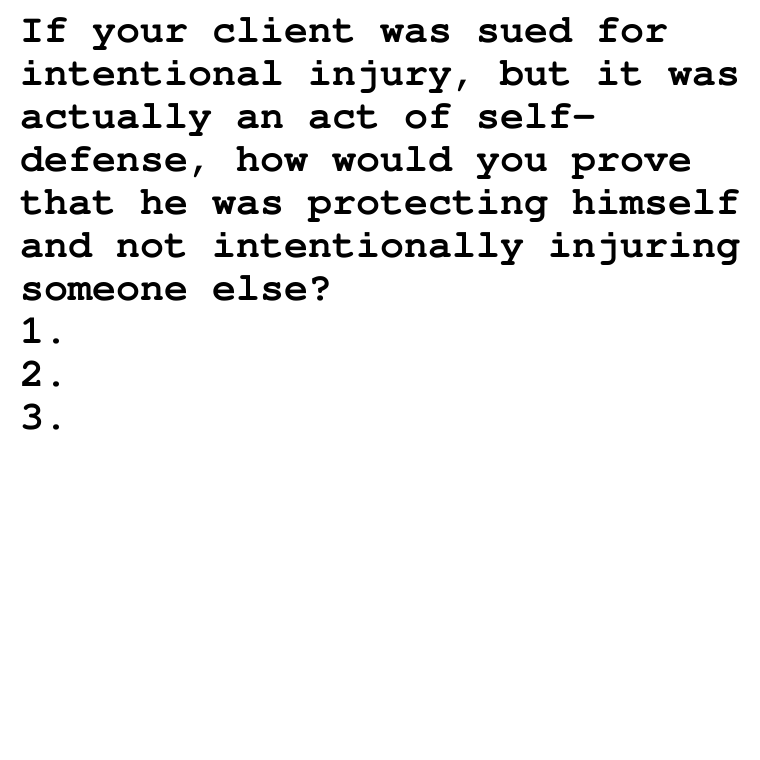 If your client was sued for
intentional injury, but it was
actually an act of self-
defense, how would you prove
that he was protecting himself
and not intentionally injuring
someone else?
1.
2.
3.